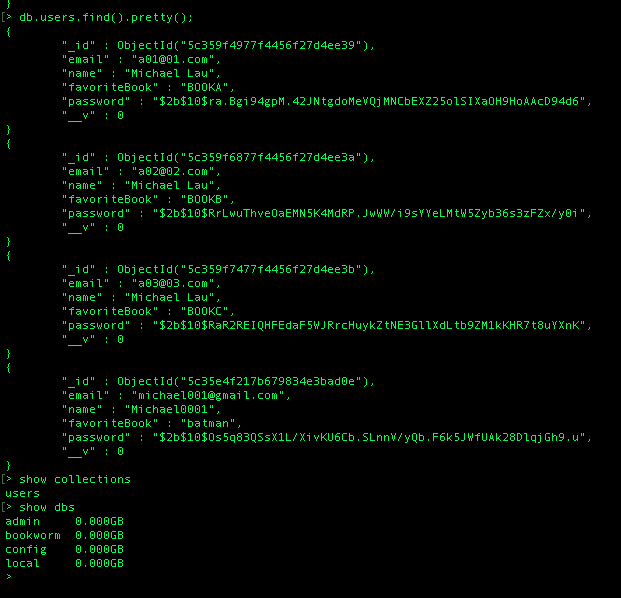 }
[> db.users.find().pretty();
{
"_id" : ObjectId("5c359f4977f4456f27d4ee39"),
"email" : "a01@01.com",
"name" : "Michael Lau",
"favoriteBook" : "BOOKA",
"password" : "$2b$10$ra.Bgi94gpM.42JNtgdoMeVQjMNCbEXZ25olSIXaOH9HoAAcD94d6",
"__v" : 0
}
{
"_id" : ObjectId("5c359f6877f4456f27d4ee3a"),
"email" : "a02@02.com",
"name" : "Michael Lau",
"favoriteBook" : "BOOKB",
"password" : "$2b$10$RrLwuThveOaEMN5K4MdRP.JwWW/i9sYYeLMtW5Zyb36s3zFZx/y0i",
"__v" : 0
}
{
"_id" : ObjectId("5c359f7477f4456f27d4ee3b"),
"email" : "a03@03.com",
"name" : "Michael Lau",
"favoriteBook" : "BOOKC",
"password" : "$2b$10$RaR2REIQHFEdaF5WJRrcHuykZtNE3GllXdLtb9ZM1kKHR7t8uYXnK",
"__v" : 0
}
{
"_id" : ObjectId("5c35e4f217b679834e3bad0e"),
"email" : "michael001@gmail.com",
"name" : "Michael0001",
"favoriteBook" : "batman",
"password" : "$2b$10$Os5q83QSsX1L/XivKU6Cb.SLnnV/yQb.F6k5JWfUAk28DlqjGh9.u",
"__v" : 0
}
[> show collections
users
[> show dbs
admin 0.000GB
bookworm 0.000GB
config 0.000GB
local 0.000GB
>